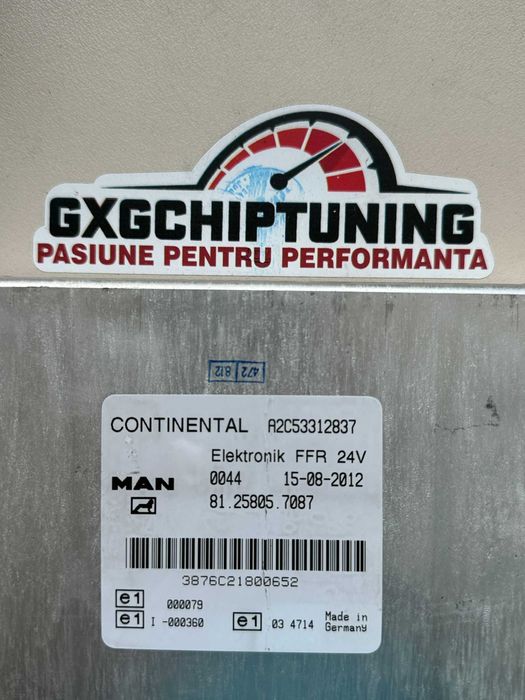 GXGCHIPTUNING
PASIUNE PENTRU PERFORMANTA
472 812
CONTINENTAL A2C53312837
Elektronik FFR 24V
MAN 0044 15-08-2012
81.25805.7087
3876C21800652
e1 000079
e1 I -000360 e1 03 4714 Made in
Germany